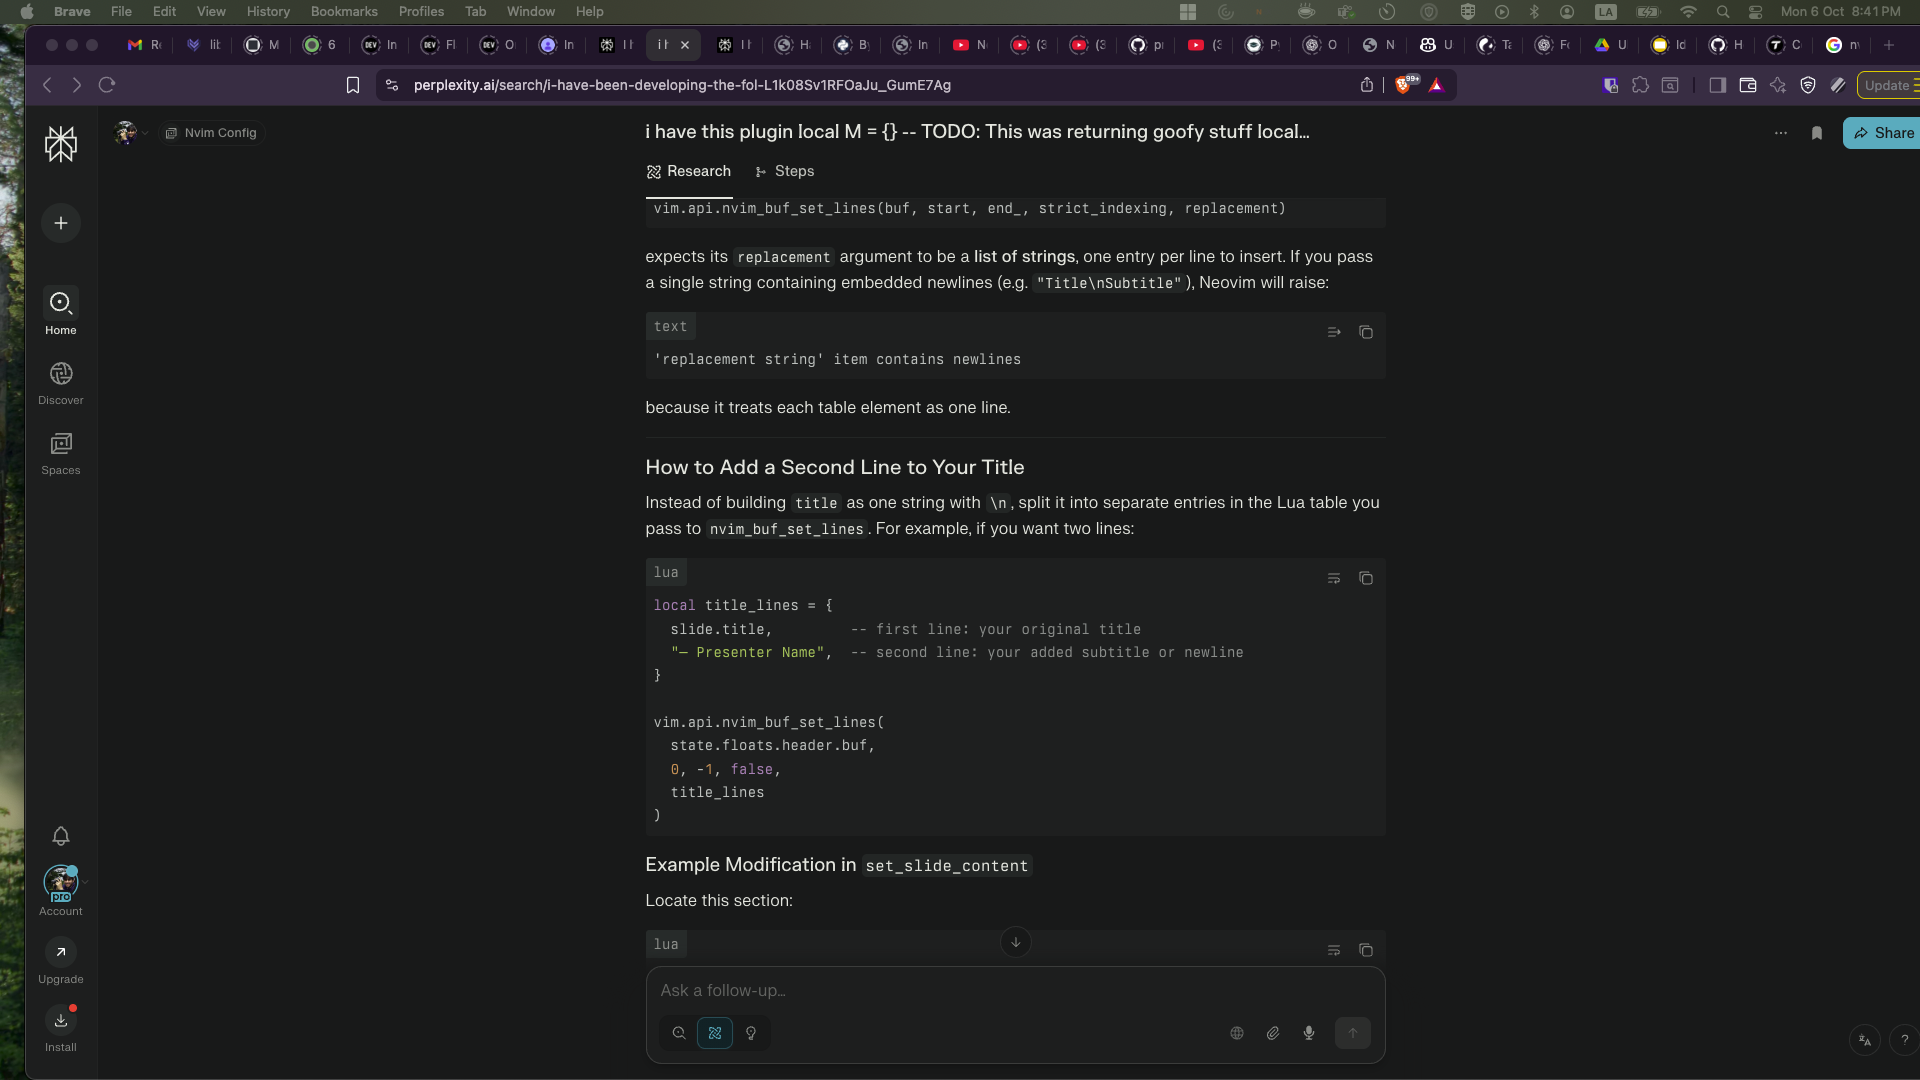 Brave File Edit View History Bookmarks Profiles Tab Window Help LA Mon 6 Oct 8:41 PM
perplexity.ai/search/i-have-been-developing-the-fol-L1k08Sv1RFOaJu_GumE7Ag 99+ Update
Nvim Config
i have this plugin local M = {} -- TODO: This was returning goofy stuff local...
Share
Research Steps
vim.api.nvim_buf_set_lines(buf, start, end_, strict_indexing, replacement)
expects its replacement argument to be a list of strings, one entry per line to insert. If you pass
a single string containing embedded newlines (e.g. "Title\nSubtitle"), Neovim will raise:
text
'replacement string' item contains newlines
because it treats each table element as one line.
How to Add a Second Line to Your Title
Instead of building title as one string with \n, split it into separate entries in the Lua table you
pass to nvim_buf_set_lines. For example, if you want two lines:
lua
local title_lines = {
slide.title, -- first line: your original title
"— Presenter Name", -- second line: your added subtitle or newline
}
vim.api.nvim_buf_set_lines(
state.floats.header.buf,
0, -1, false,
title_lines
)
Example Modification in set_slide_content
Locate this section:
lua
Ask a follow-up…
Home
Discover
Spaces
pro
Account
Upgrade
Install
?